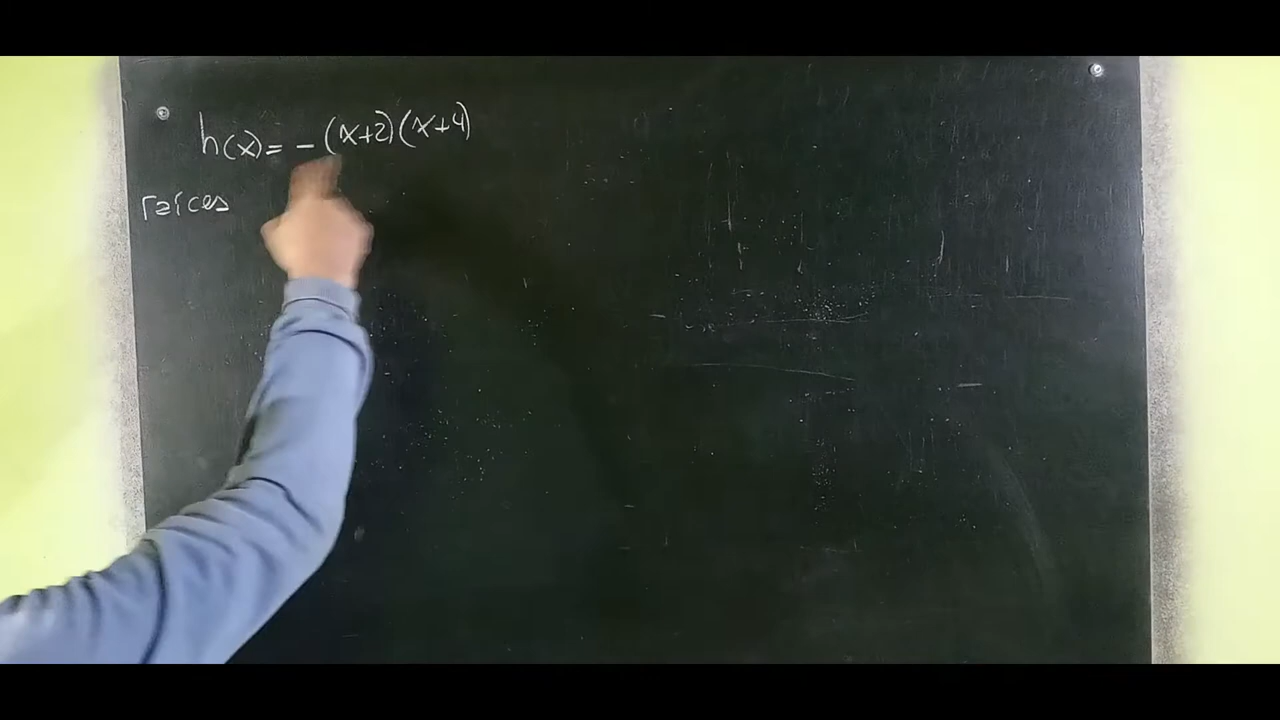 h(x) = - (x+2)(x+4)
raíces